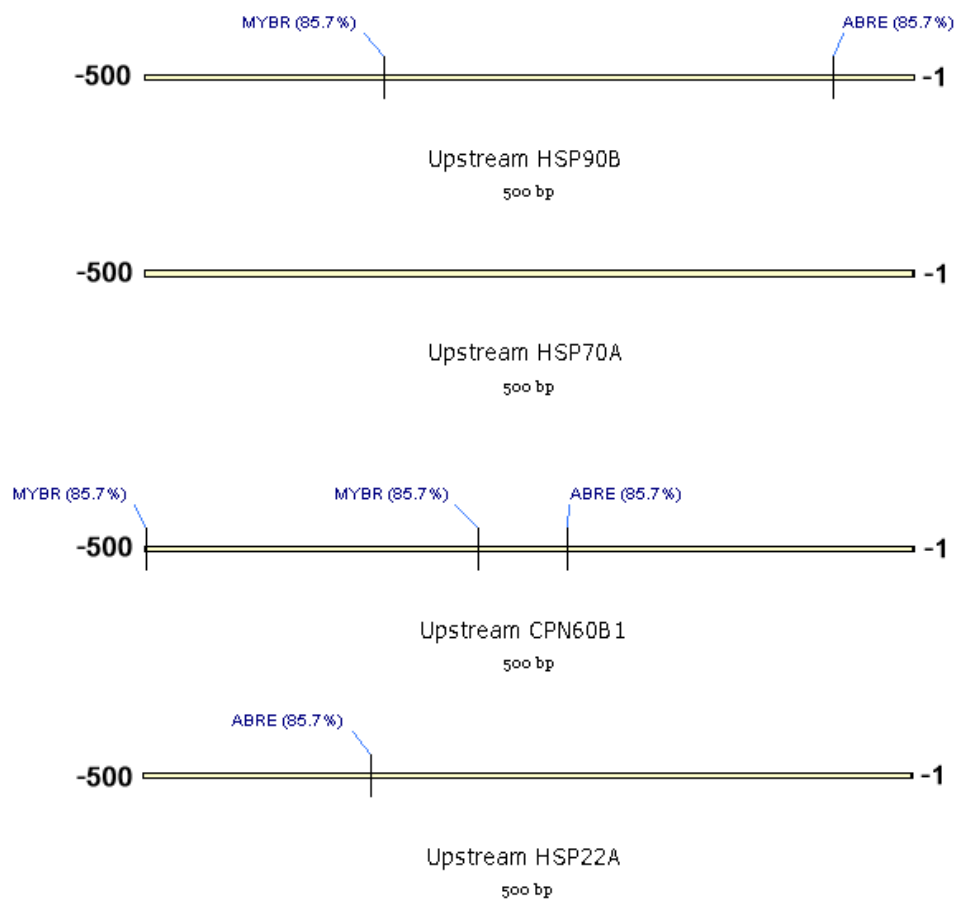 MYBR (85.7%) ABRE (85.7%)
-500 -1
Upstream HSP90B
500 bp
-500 -1
Upstream HSP70A
500 bp
MYBR (85.7%) MYBR (85.7%) ABRE (85.7%)
-500 -1
Upstream CPN60B1
500 bp
ABRE (85.7%)
-500 -1
Upstream HSP22A
500 bp